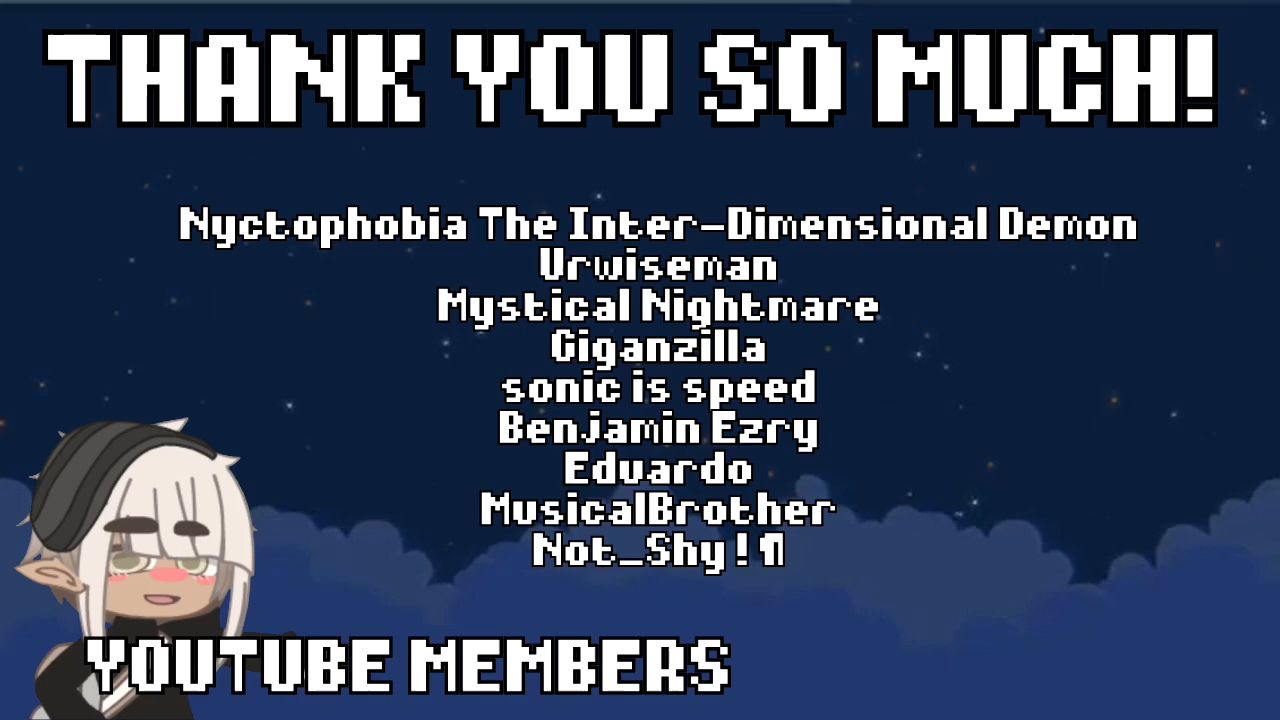 THANK YOU SO MUCH!
Nyctophobia The Inter-Dimensional Demon
Urwiseman
Mystical Nightmare
Giganzilla
sonic is speed
Benjamin Ezry
Eduardo
MusicalBrother
Not_Shy!¶
YOUTUBE MEMBERS